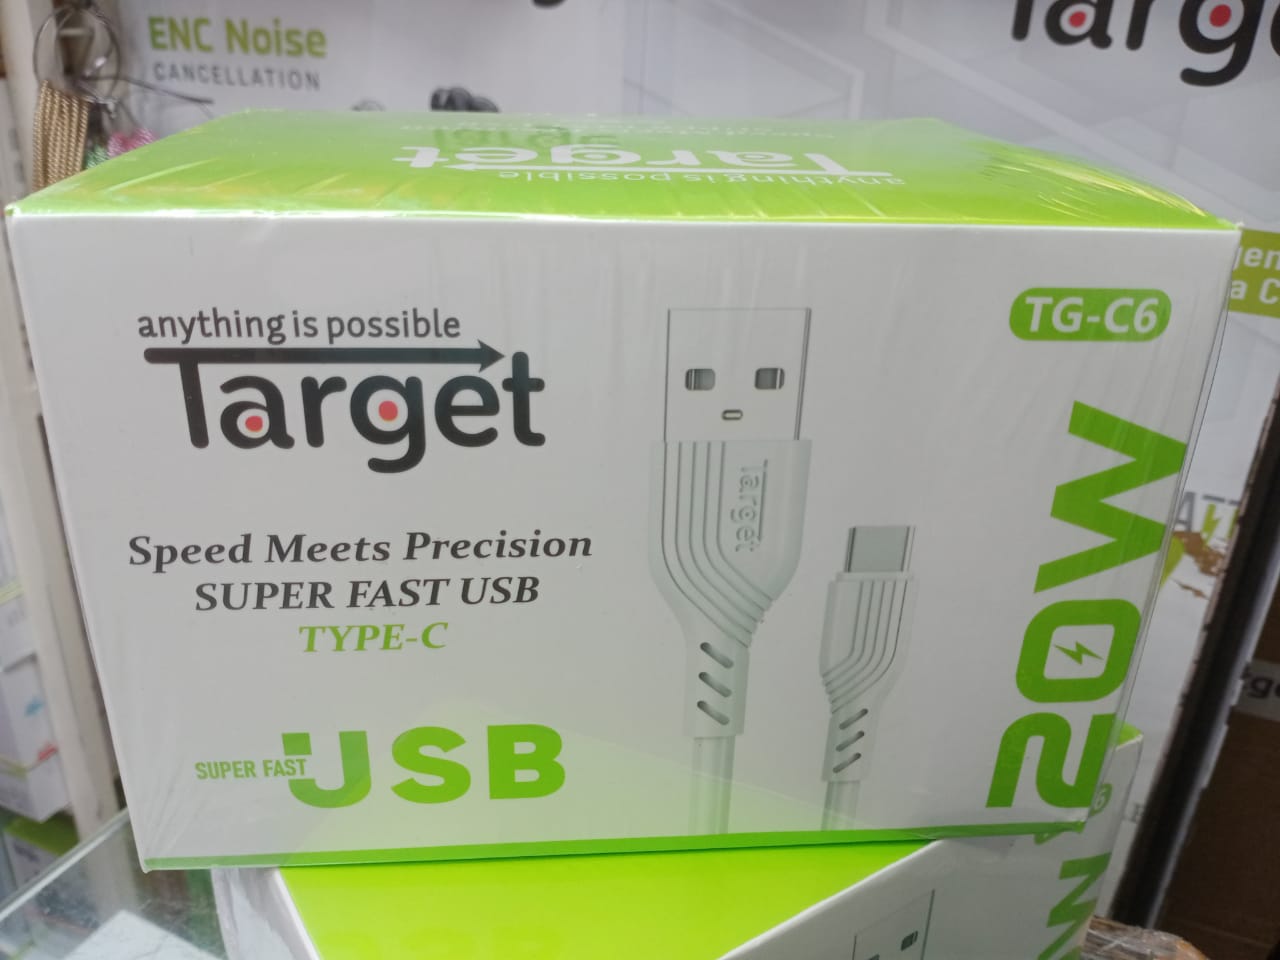 ENC Noise
CANCELLATION
Targ
Target
anything is possible
anything is possible
Target
TG-C6
Target
20W
Speed Meets Precision
SUPER FAST USB
TYPE-C
SUPER FAST USB